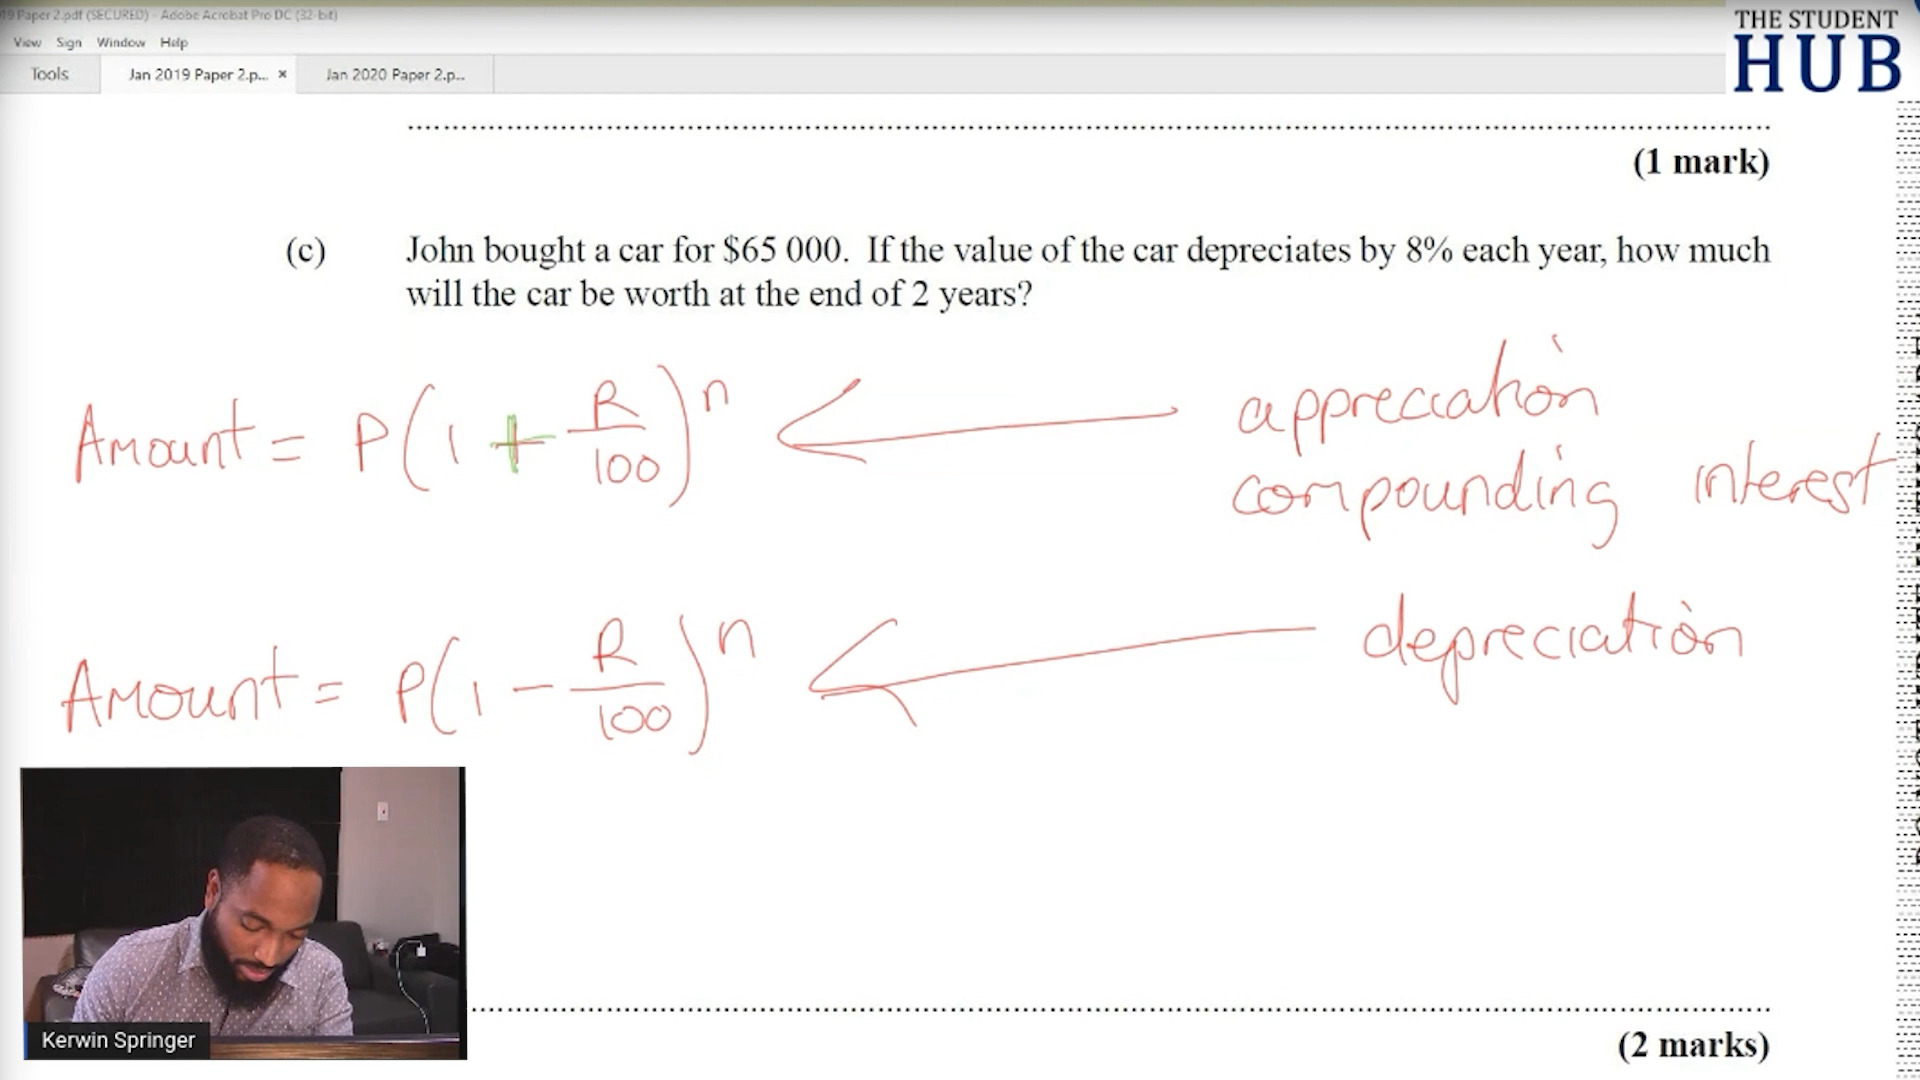 19 Paper 2.pdf (SECURED) - Adobe Acrobat Pro DC (32-bit)
View Sign Window Help
Tools Jan 2019 Paper 2.p... × Jan 2020 Paper 2.p...
THE STUDENT
HUB
(1 mark)
(c) John bought a car for $65 000. If the value of the car depreciates by 8% each year, how much
will the car be worth at the end of 2 years?
Amount = P(1 + R/100)^n
appreciation
compounding interest
Amount = P(1 - R/100)^n
depreciation
Kerwin Springer
(2 marks)